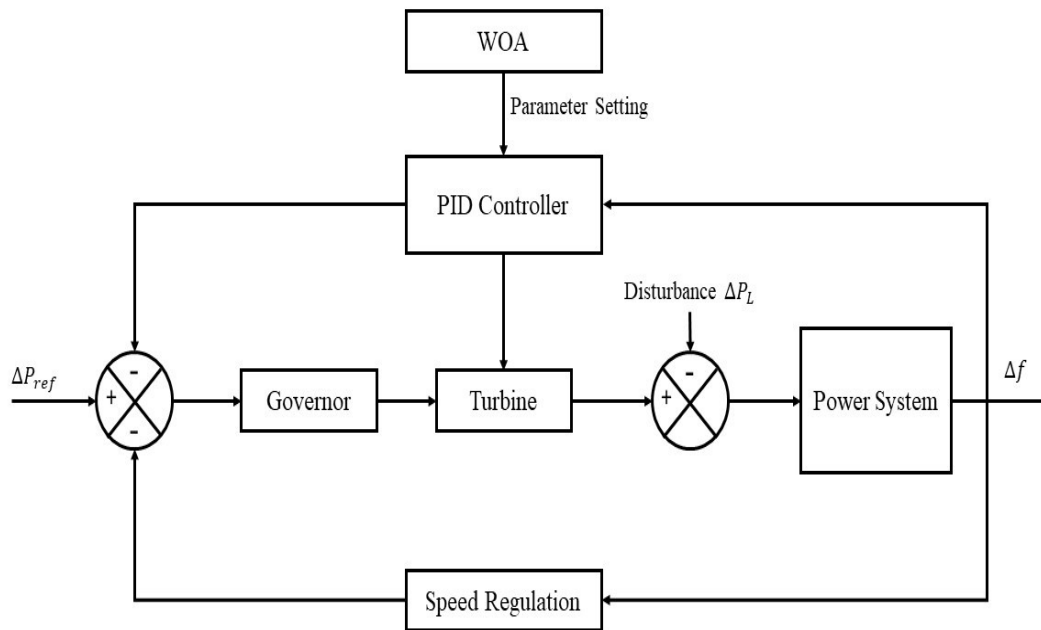 WOA
Parameter Setting
PID Controller
Disturbance ΔP_L
ΔP_ref
-
+
-
Governor
Turbine
-
+
Power System
Δf
Speed Regulation